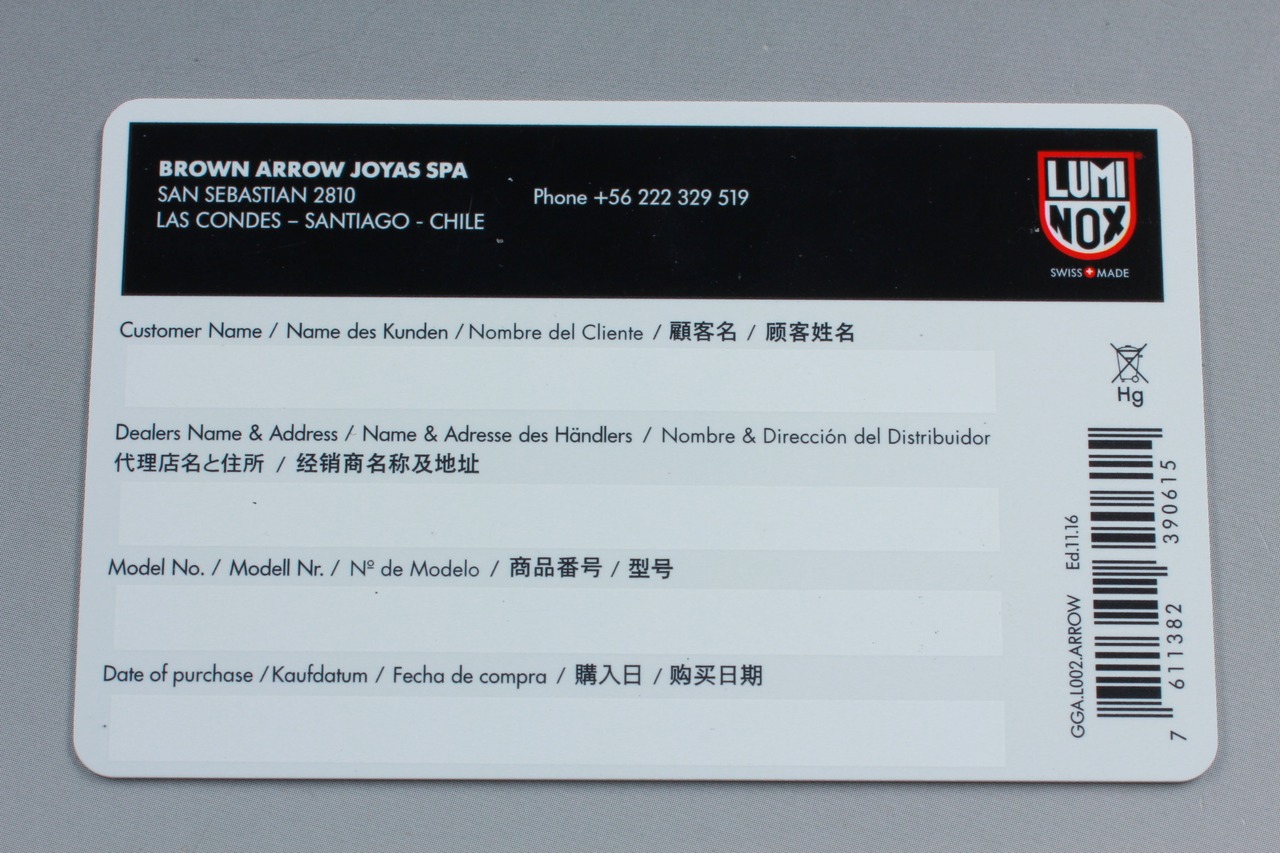 BROWN ARROW JOYAS SPA
SAN SEBASTIAN 2810
LAS CONDES – SANTIAGO - CHILE
Phone +56 222 329 519
LUMI
NOX
SWISS MADE
Customer Name / Name des Kunden / Nombre del Cliente / 顧客名 / 顾客姓名
Hg
Dealers Name & Address / Name & Adresse des Händlers / Nombre & Dirección del Distribuidor
代理店名と住所 / 经销商名称及地址
Model No. / Modell Nr. / Nº de Modelo / 商品番号 / 型号
Date of purchase / Kaufdatum / Fecha de compra / 購入日 / 购买日期
GGA.L002.ARROW Ed.11.16
7 611382 390615